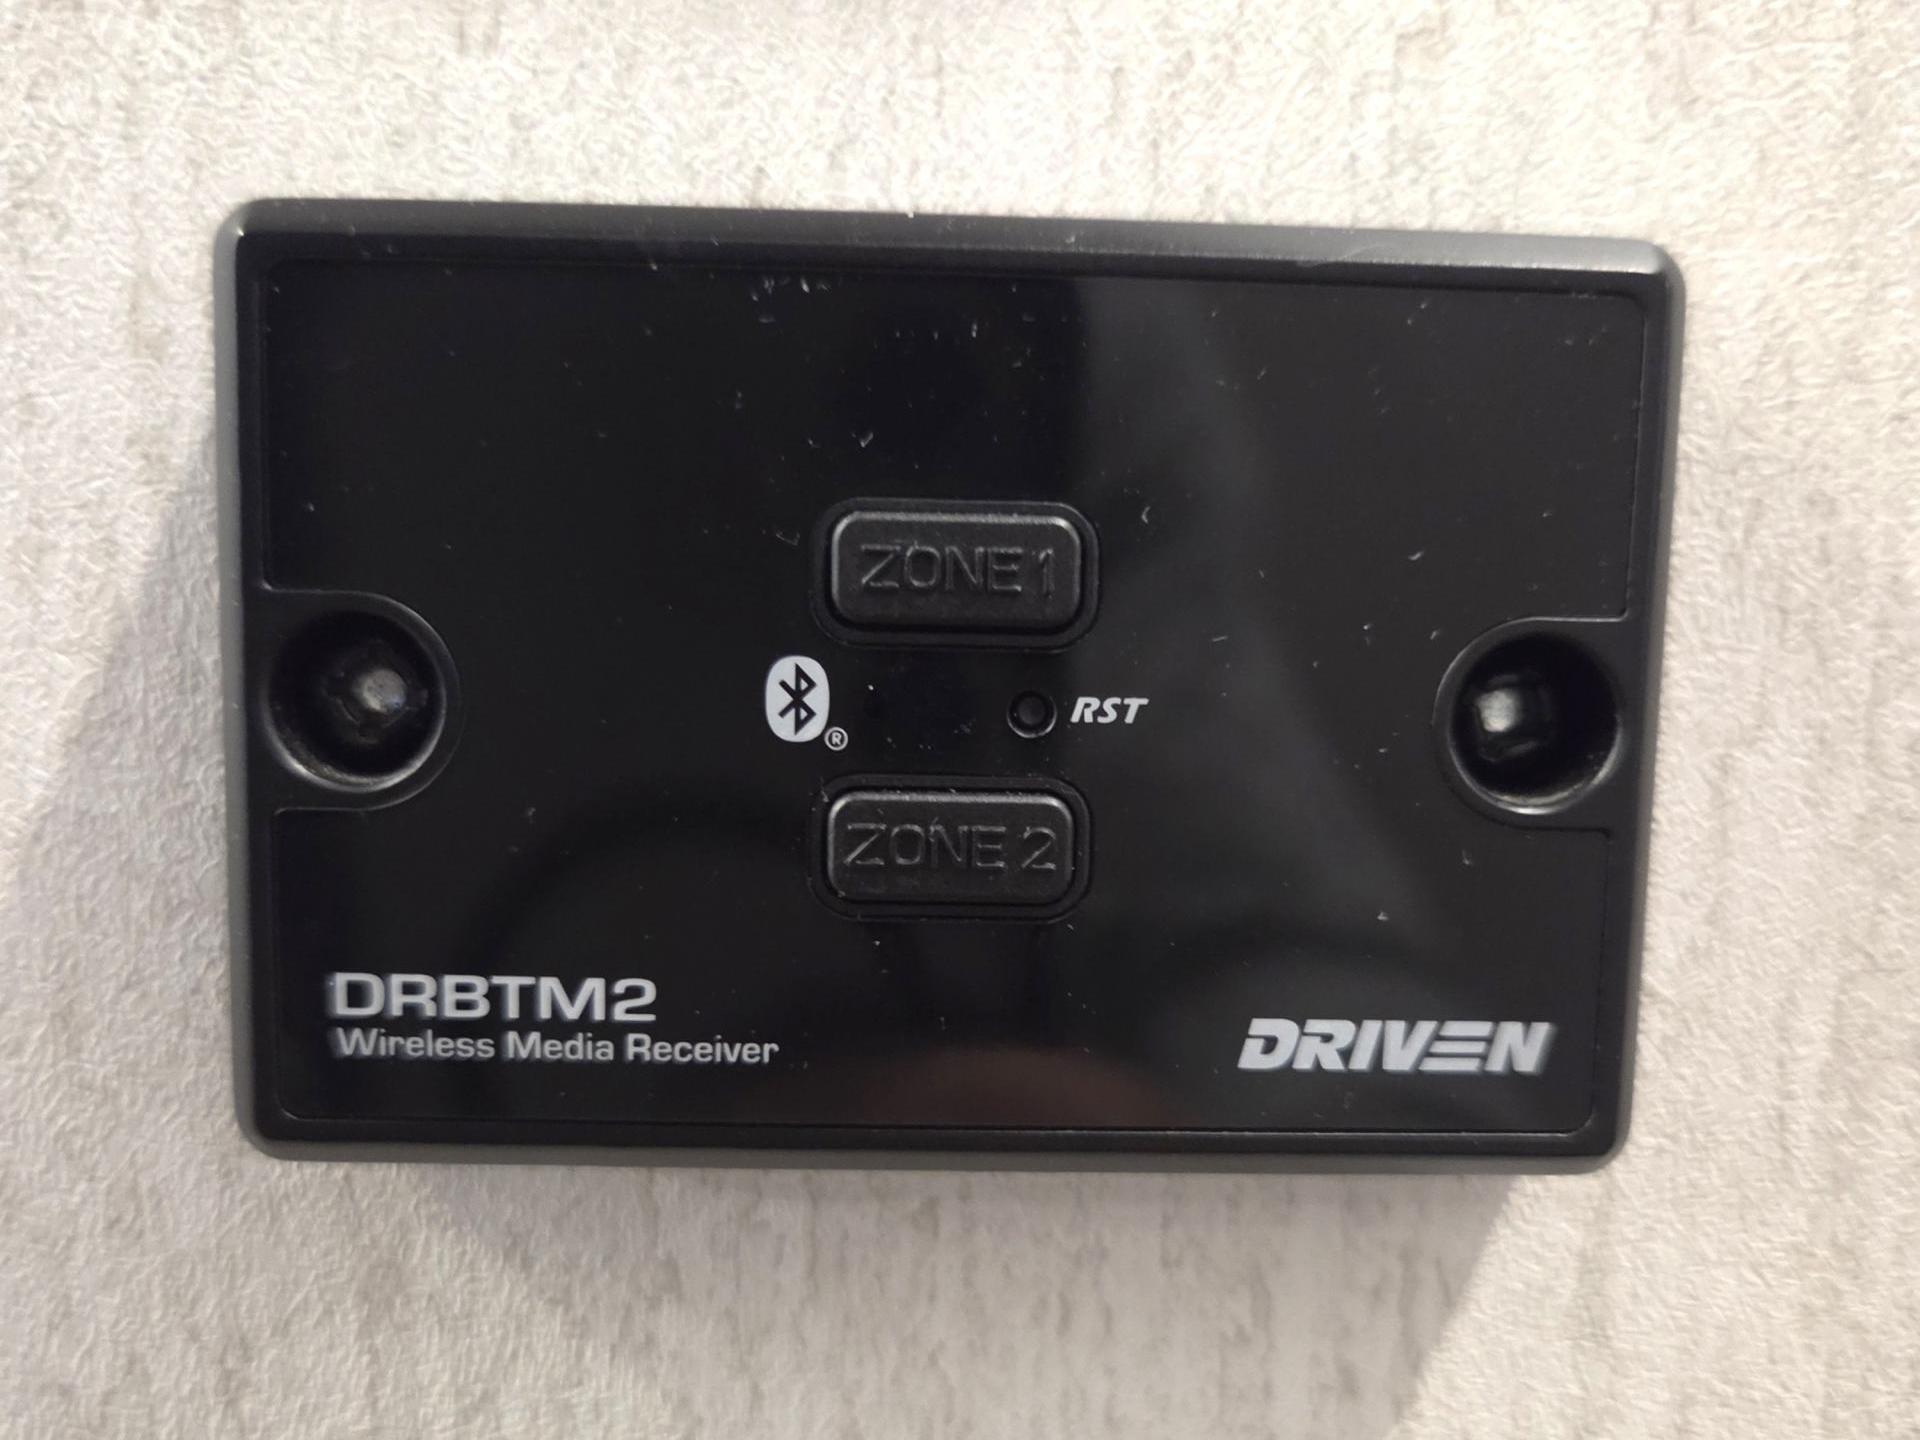 ZONE 1
®
RST
ZONE 2
DRBTM2
Wireless Media Receiver
DRIVEN